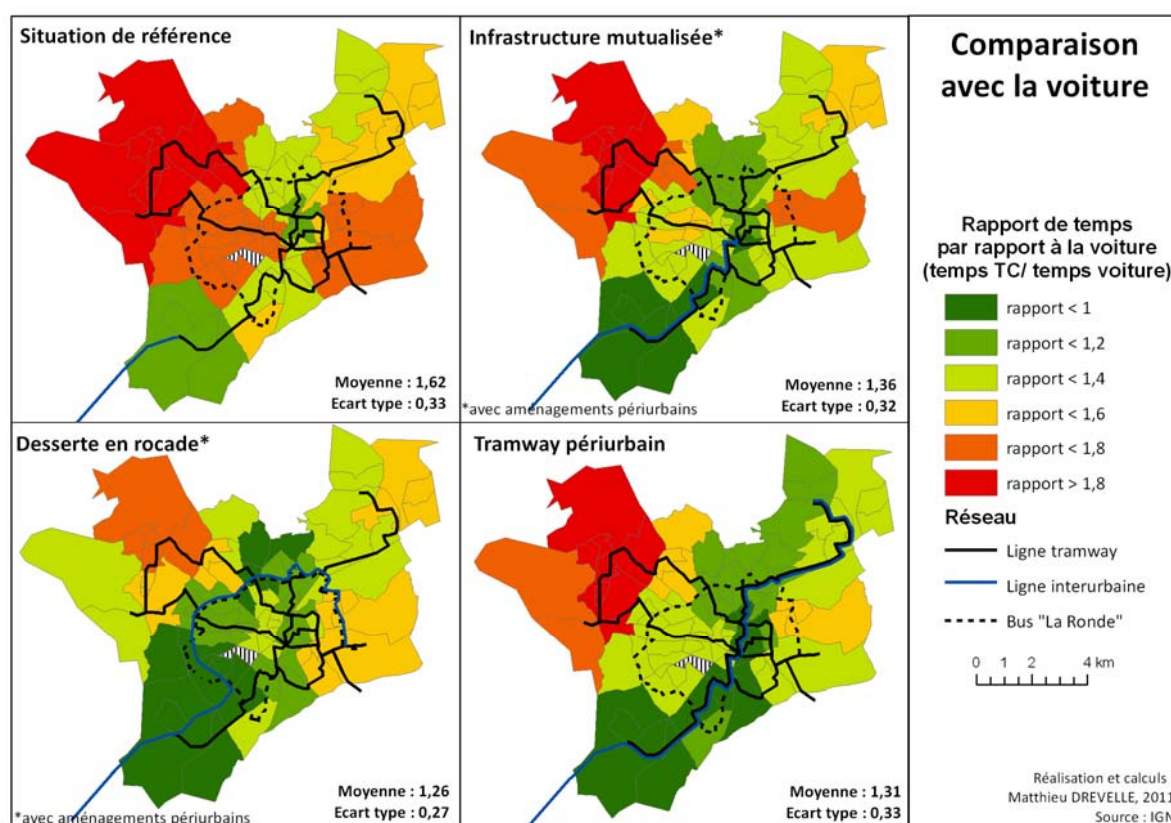 Situation de référence
Moyenne : 1,62
Ecart type : 0,33
Infrastructure mutualisée*
Moyenne : 1,36
*avec aménagements périurbains
Ecart type : 0,32
Desserte en rocade*
Moyenne : 1,26
*avec aménagements périurbains
Ecart type : 0,27
Tramway périurbain
Moyenne : 1,31
Ecart type : 0,33
Comparaison
avec la voiture
Rapport de temps
par rapport à la voiture
(temps TC/ temps voiture)
rapport < 1
rapport < 1,2
rapport < 1,4
rapport < 1,6
rapport < 1,8
rapport > 1,8
Réseau
Ligne tramway
Ligne interurbaine
Bus "La Ronde"
0 1 2 4 km
Réalisation et calculs
Matthieu DREVELLE, 2011
Source : IGN